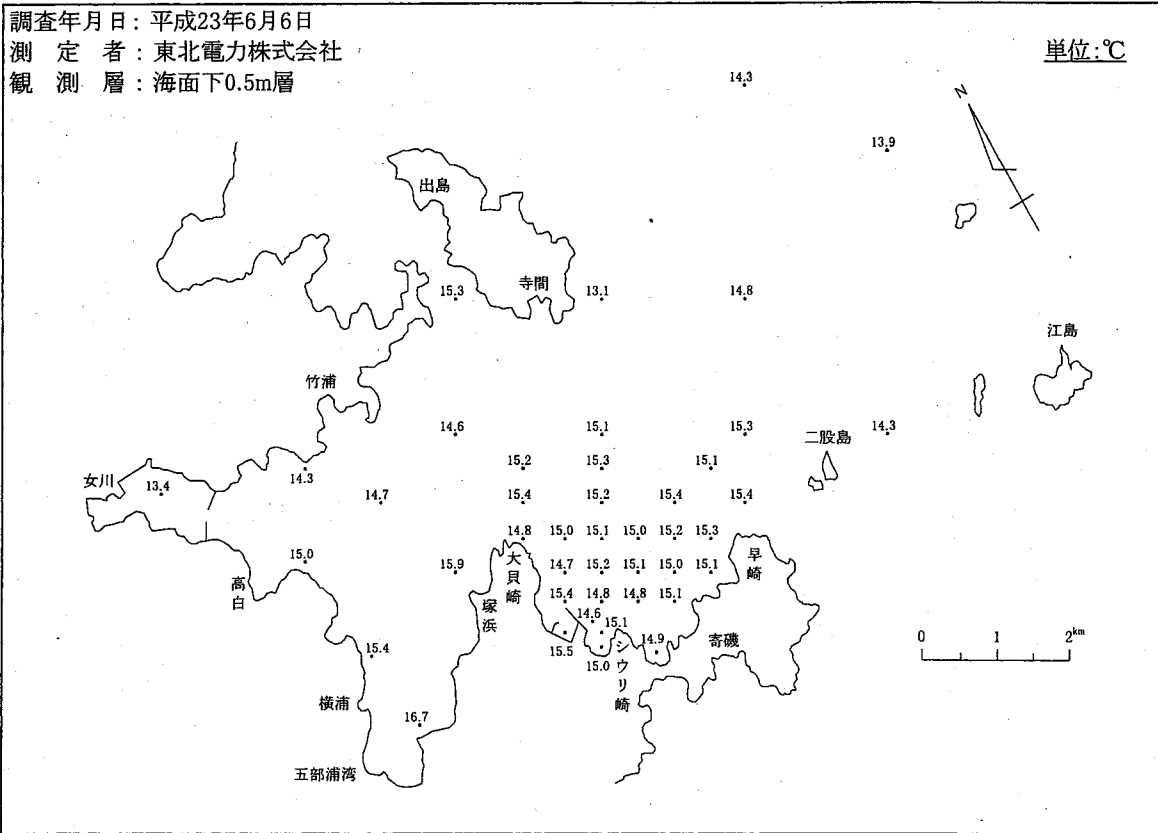 調査年月日：平成23年6月6日
測定者：東北電力株式会社
観測層：海面下0.5m層
単位：℃
14.3
N
13.9
出島
寺間
15.3
13.1
14.8
江島
竹浦
14.6
15.1
15.3
二股島
14.3
女川
13.4
14.3
15.2
15.3
15.1
14.7
15.4
15.2
15.4
15.4
14.8
15.0
15.1
15.0
15.2
15.3
高白
15.0
15.9
大貝崎
14.7
15.2
15.1
15.0
15.1
早崎
塚浜
15.4
14.8
14.8
15.1
14.6
15.1
15.4
15.5
15.0
シウリ崎
14.9
寄磯
0 1 2km
横浦
16.7
五部浦湾